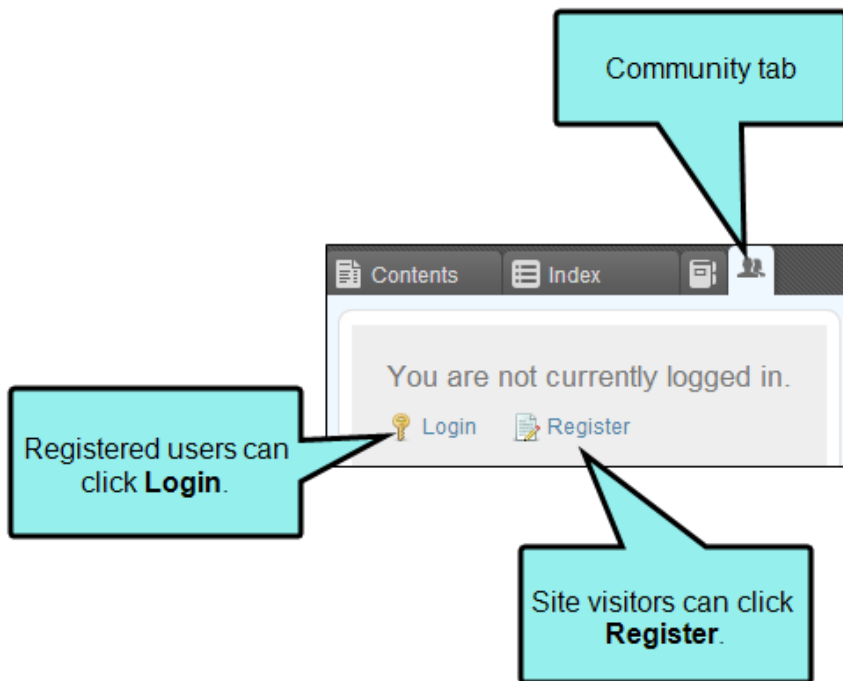 Community tab
Contents
Index
You are not currently logged in.
Login
Register
Registered users can
click Login.
Site visitors can click
Register.